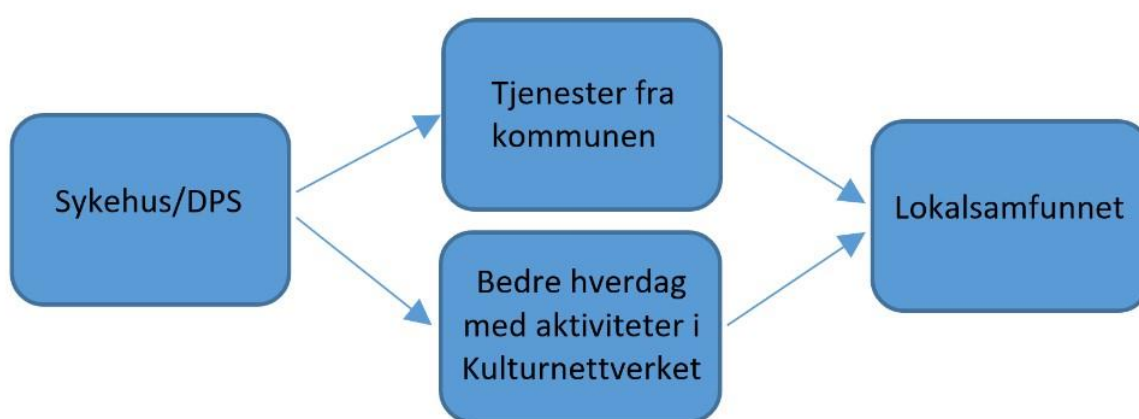 Sykehus/DPS
Tjenester fra
kommunen
Bedre hverdag
med aktiviteter i
Kulturnettverket
Lokalsamfunnet